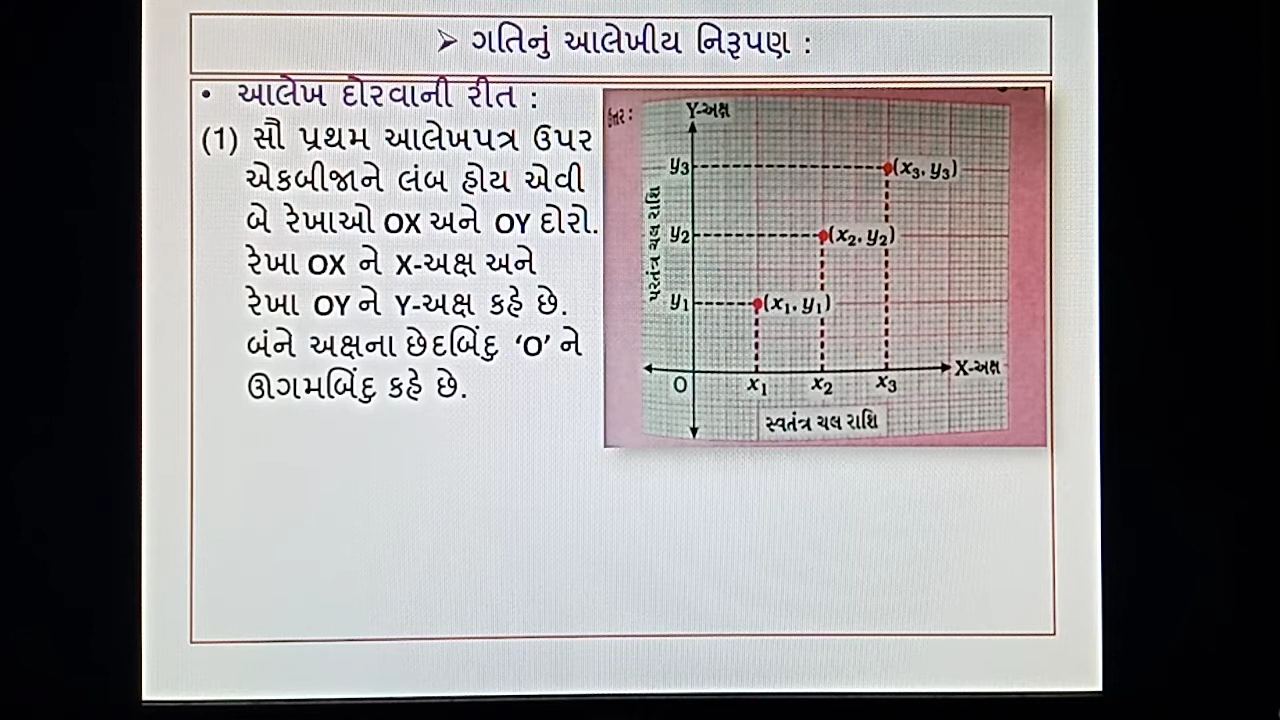 ➢ ગતિનું આલેખીય નિરૂપણ :
• આલેખ દોરવાની રીત :
(1) સૌ પ્રથમ આલેખપત્ર ઉપર
એકબીજાને લંબ હોય એવી
બે રેખાઓ OX અને OY દોરો.
રેખા OX ને X-અક્ષ અને
રેખા OY ને Y-અક્ષ કહે છે.
બંને અક્ષના છેદબિંદુ ‘O’ ને
ઊગમબિંદુ કહે છે.
Y-અક્ષ
y3
(x3, y3)
પરતંત્ર ચલ રાશિ
y2
(x2, y2)
y1
(x1, y1)
X-અક્ષ
O
x1
x2
x3
સ્વતંત્ર ચલ રાશિ